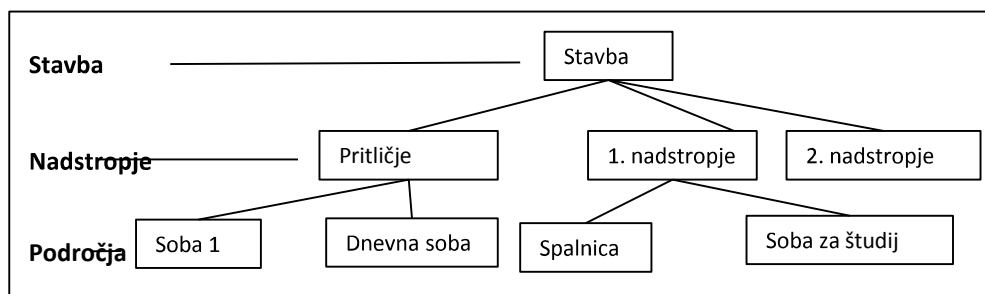 Stavba
Stavba
Nadstropje
Pritličje
1. nadstropje
2. nadstropje
Področja
Soba 1
Dnevna soba
Spalnica
Soba za študij